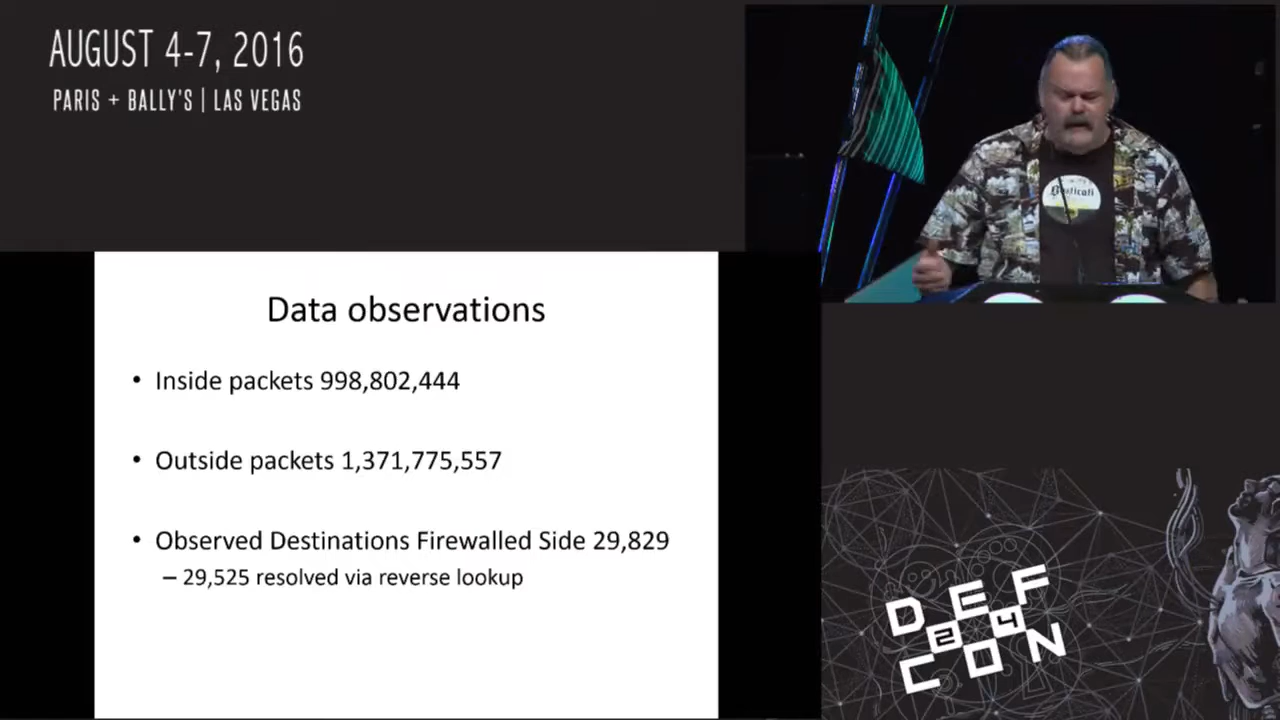 AUGUST 4-7, 2016
PARIS + BALLY'S | LAS VEGAS
Data observations
• Inside packets 998,802,444
• Outside packets 1,371,775,557
• Observed Destinations Firewalled Side 29,829
– 29,525 resolved via reverse lookup
DEF
24
CON